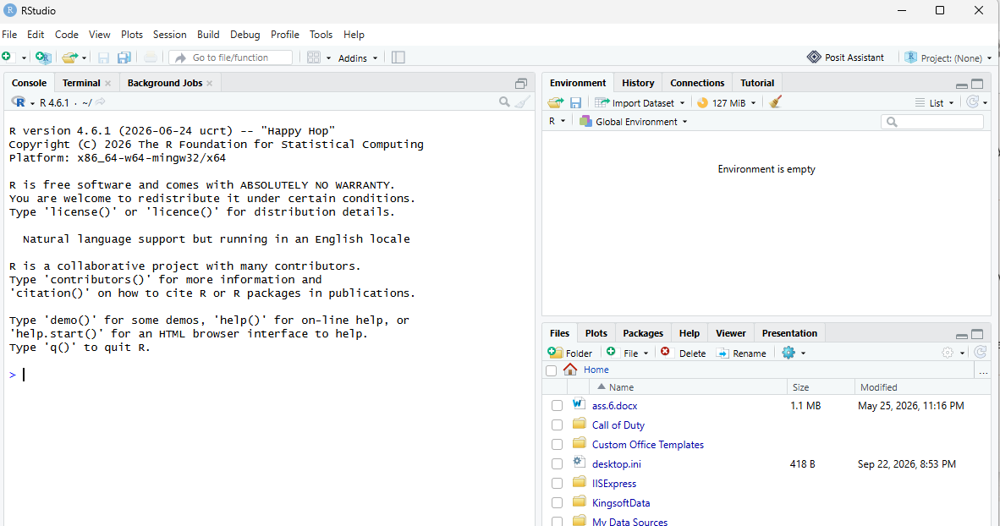 RStudio
File Edit Code View Plots Session Build Debug Profile Tools Help
Go to file/function Addins Posit Assistant Project: (None)
Console Terminal Background Jobs
R 4.6.1 · ~/
R version 4.6.1 (2026-06-24 ucrt) -- "Happy Hop"
Copyright (C) 2026 The R Foundation for Statistical Computing
Platform: x86_64-w64-mingw32/x64
R is free software and comes with ABSOLUTELY NO WARRANTY.
You are welcome to redistribute it under certain conditions.
Type 'license()' or 'licence()' for distribution details.
Natural language support but running in an English locale
R is a collaborative project with many contributors.
Type 'contributors()' for more information and
'citation()' on how to cite R or R packages in publications.
Type 'demo()' for some demos, 'help()' for on-line help, or
'help.start()' for an HTML browser interface to help.
Type 'q()' to quit R.
>
Environment History Connections Tutorial
Import Dataset 127 MiB List
R Global Environment
Environment is empty
Files Plots Packages Help Viewer Presentation
Folder File Delete Rename
Home ...
Name Size Modified
ass.6.docx 1.1 MB May 25, 2026, 11:16 PM
Call of Duty
Custom Office Templates
desktop.ini 418 B Sep 22, 2026, 8:53 PM
IISExpress
KingsoftData
My Data Sources